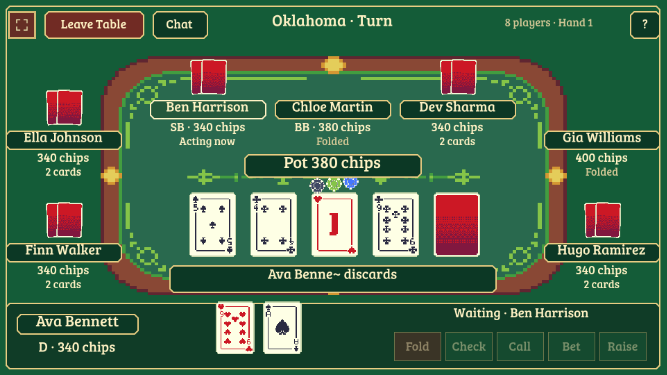 Leave Table
Chat
Oklahoma · Turn
8 players · Hand 1
?
Ben Harrison
SB · 340 chips
Acting now
Chloe Martin
BB · 380 chips
Folded
Dev Sharma
340 chips
2 cards
Ella Johnson
340 chips
2 cards
Gia Williams
400 chips
Folded
Pot 380 chips
J
Finn Walker
340 chips
2 cards
Hugo Ramirez
340 chips
2 cards
Ava Benne~ discards
Ava Bennett
D · 340 chips
9
A
Waiting · Ben Harrison
Fold
Check
Call
Bet
Raise